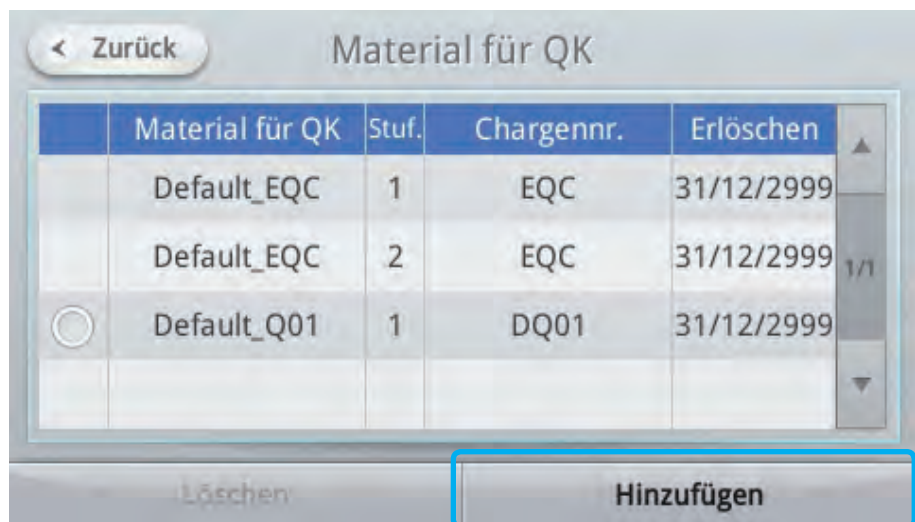 Zurück Material für QK
Material für QK Stuf. Chargennr. Erlöschen
Default_EQC 1 EQC 31/12/2999
Default_EQC 2 EQC 31/12/2999
1/1
Default_Q01 1 DQ01 31/12/2999
Löschen Hinzufügen